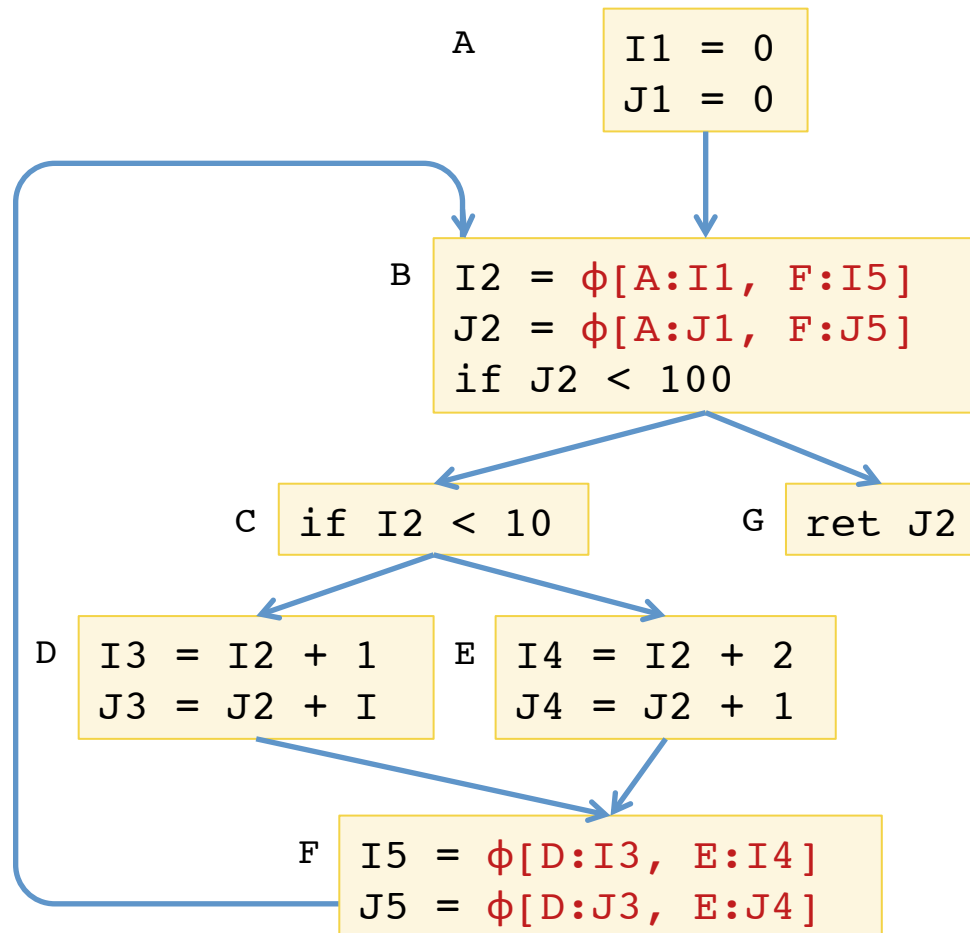 A
I1 = 0
J1 = 0
B
I2 = ϕ[A:I1, F:I5]
J2 = ϕ[A:J1, F:J5]
if J2 < 100
C
if I2 < 10
G
ret J2
D
I3 = I2 + 1
J3 = J2 + I
E
I4 = I2 + 2
J4 = J2 + 1
F
I5 = ϕ[D:I3, E:I4]
J5 = ϕ[D:J3, E:J4]